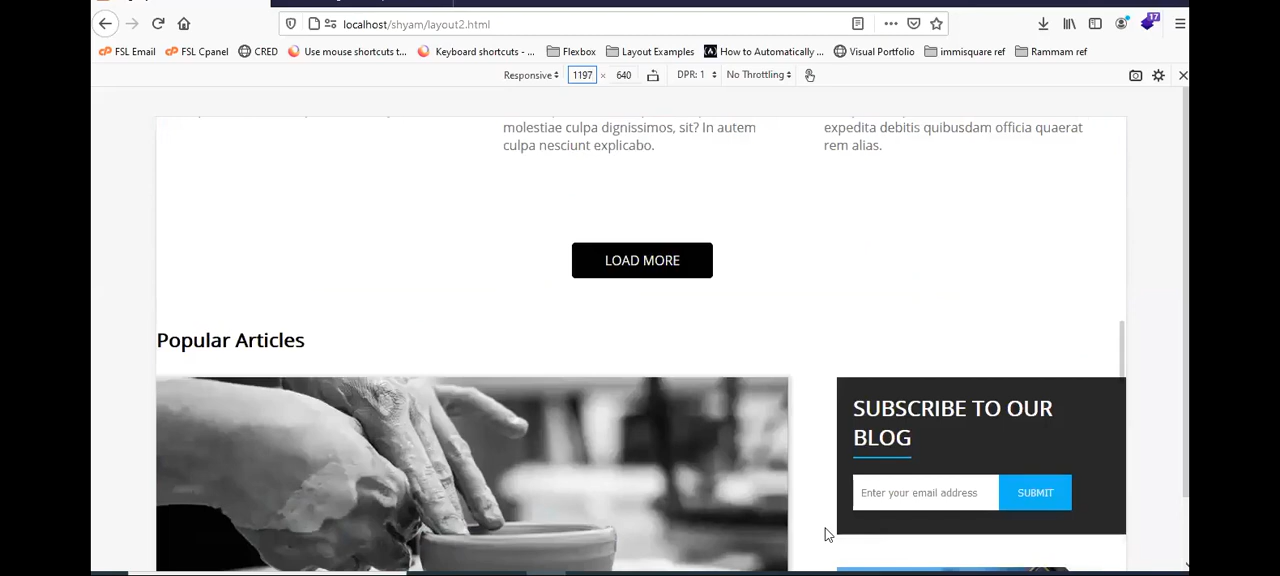 localhost/shyam/layout2.html
17
FSL Email FSL Cpanel CRED Use mouse shortcuts t... Keyboard shortcuts - ... Flexbox Layout Examples How to Automatically ... Visual Portfolio immisquare ref Rammam ref
Responsive 1197 × 640 DPR: 1 No Throttling
molestiae culpa dignissimos, sit? In autem
culpa nesciunt explicabo.
expedita debitis quibusdam officia quaerat
rem alias.
LOAD MORE
Popular Articles
SUBSCRIBE TO OUR
BLOG
Enter your email address SUBMIT